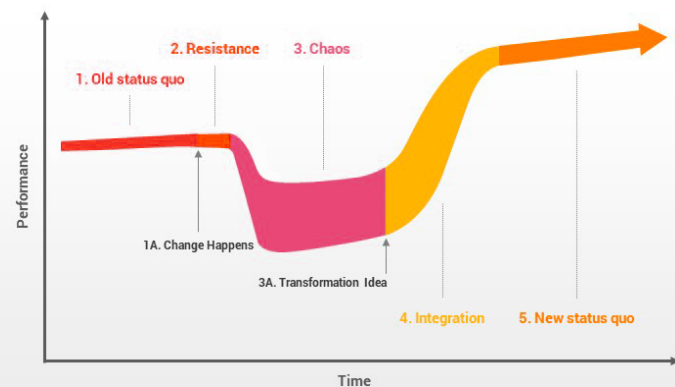 2. Resistance
3. Chaos
1. Old status quo
Performance
1A. Change Happens
3A. Transformation Idea
4. Integration
5. New status quo
Time